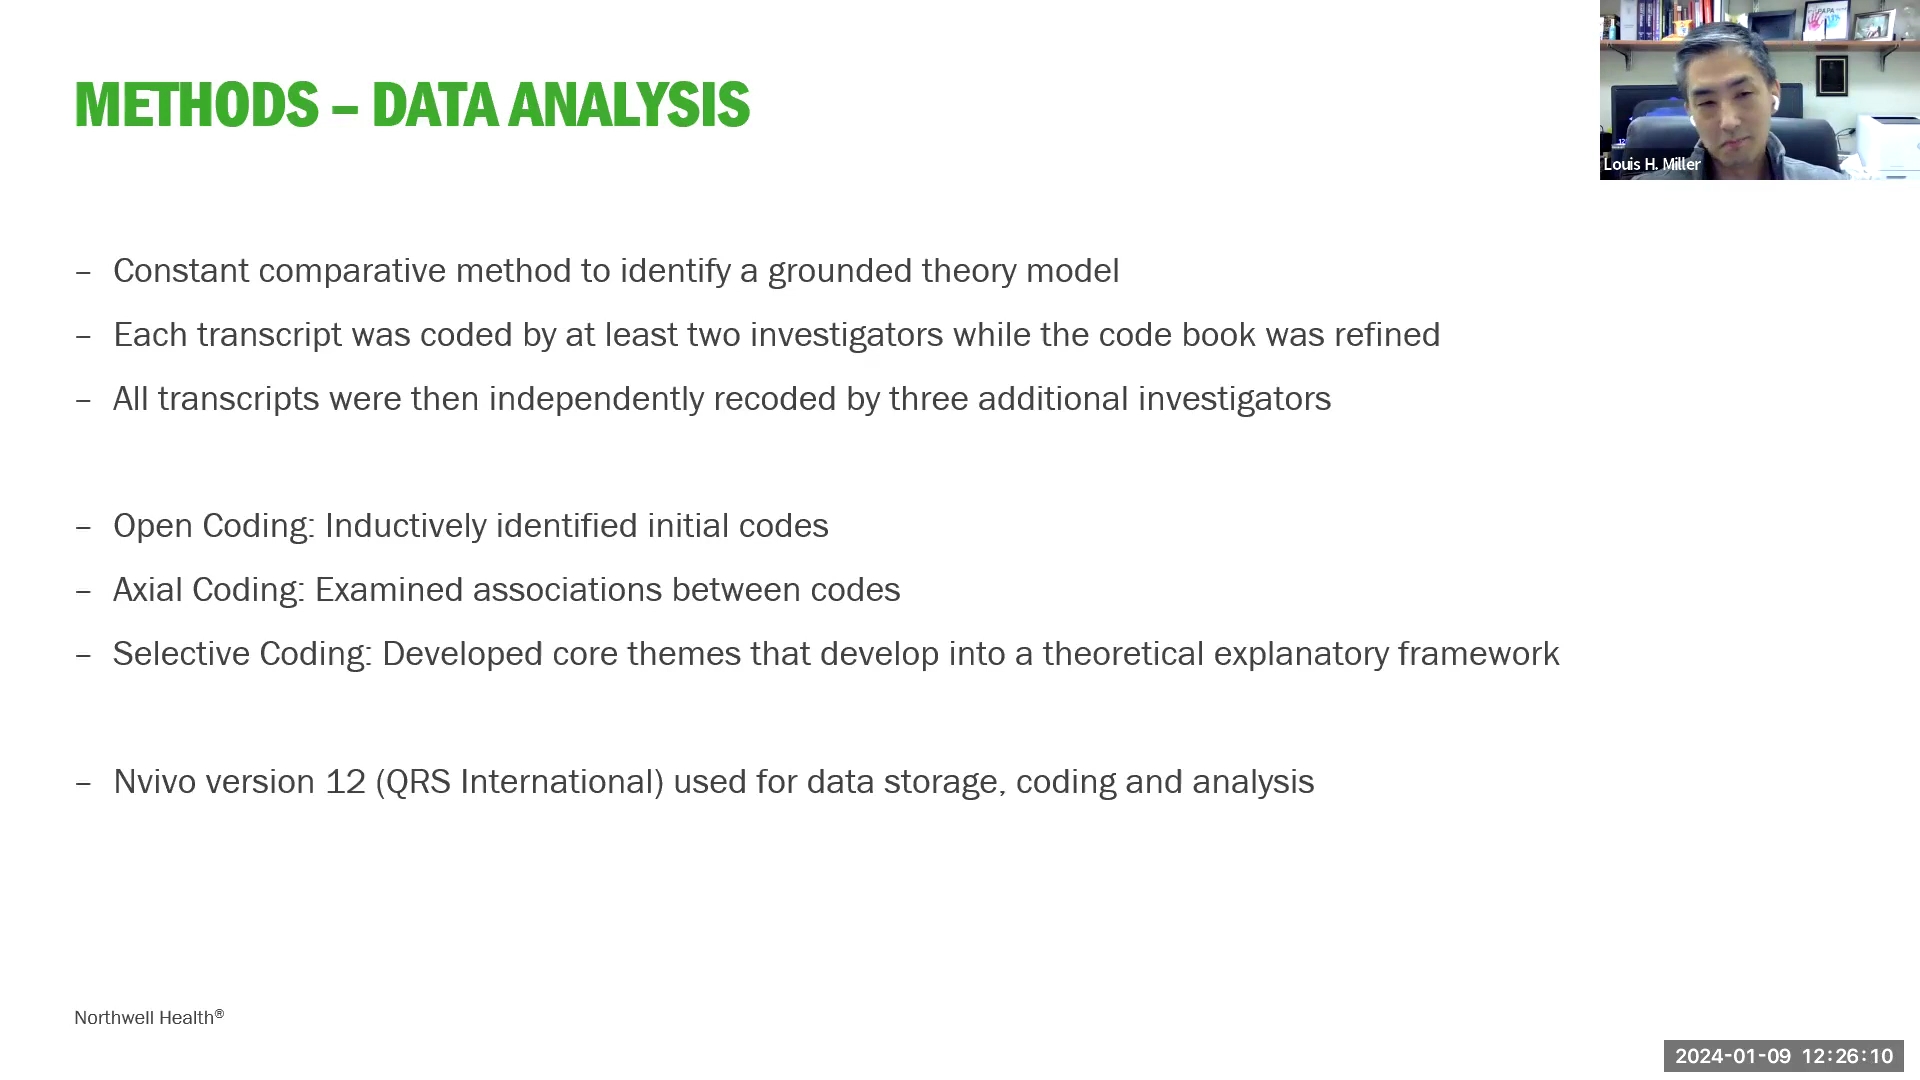 METHODS – DATA ANALYSIS
PAPA
Louis H. Miller
– Constant comparative method to identify a grounded theory model
– Each transcript was coded by at least two investigators while the code book was refined
– All transcripts were then independently recoded by three additional investigators
– Open Coding: Inductively identified initial codes
– Axial Coding: Examined associations between codes
– Selective Coding: Developed core themes that develop into a theoretical explanatory framework
– Nvivo version 12 (QRS International) used for data storage, coding and analysis
Northwell Health®
2024-01-09 12:26:10